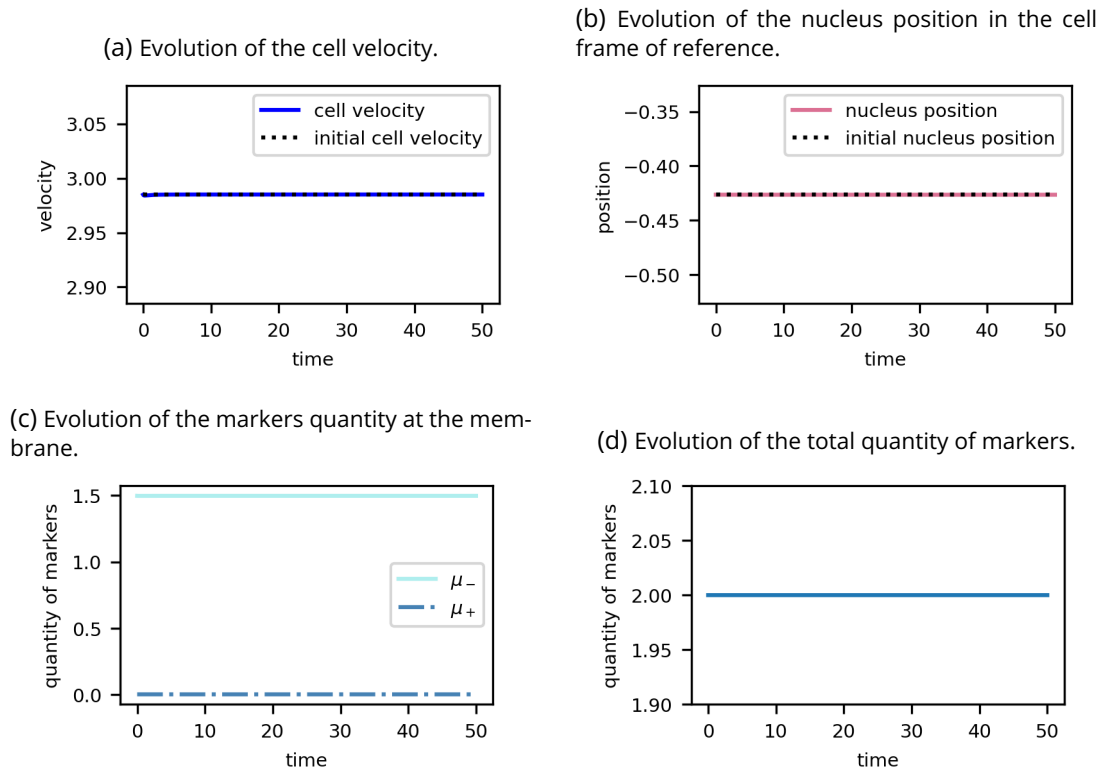 (a) Evolution of the cell velocity.
velocity
3.05
3.00
2.95
2.90
cell velocity
initial cell velocity
0 10 20 30 40 50
time
(b) Evolution of the nucleus position in the cell
frame of reference.
position
−0.35
−0.40
−0.45
−0.50
nucleus position
initial nucleus position
0 10 20 30 40 50
time
(c) Evolution of the markers quantity at the mem-
brane.
quantity of markers
1.5
1.0
0.5
0.0
μ−
μ+
0 10 20 30 40 50
time
(d) Evolution of the total quantity of markers.
quantity of markers
2.10
2.05
2.00
1.95
1.90
0 10 20 30 40 50
time